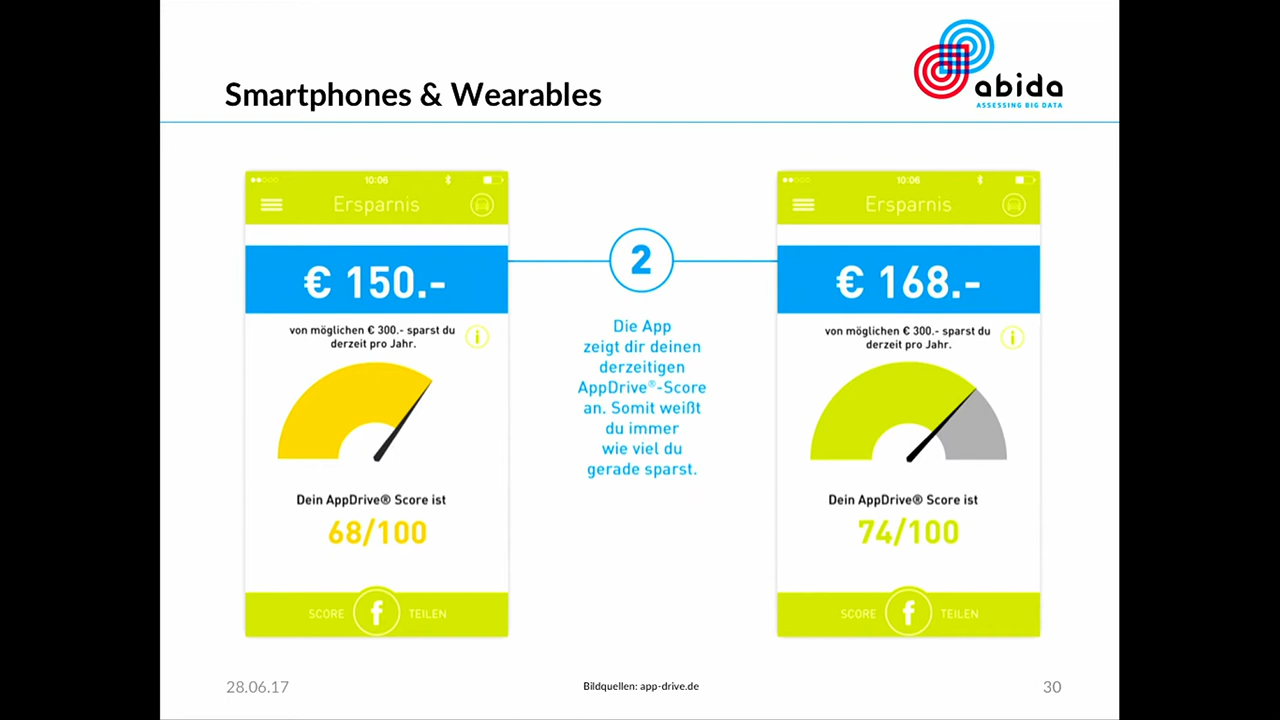 Smartphones & Wearables
abida
ASSESSING BIG DATA
10:06
Ersparnis
€ 150.-
von möglichen € 300.- sparst du
derzeit pro Jahr.
i
Dein AppDrive® Score ist
68/100
SCORE f TEILEN
2
Die App
zeigt dir deinen
derzeitigen
AppDrive®-Score
an. Somit weißt
du immer
wie viel du
gerade sparst.
10:06
Ersparnis
€ 168.-
von möglichen € 300.- sparst du
derzeit pro Jahr.
i
Dein AppDrive® Score ist
74/100
SCORE f TEILEN
28.06.17
Bildquellen: app-drive.de
30